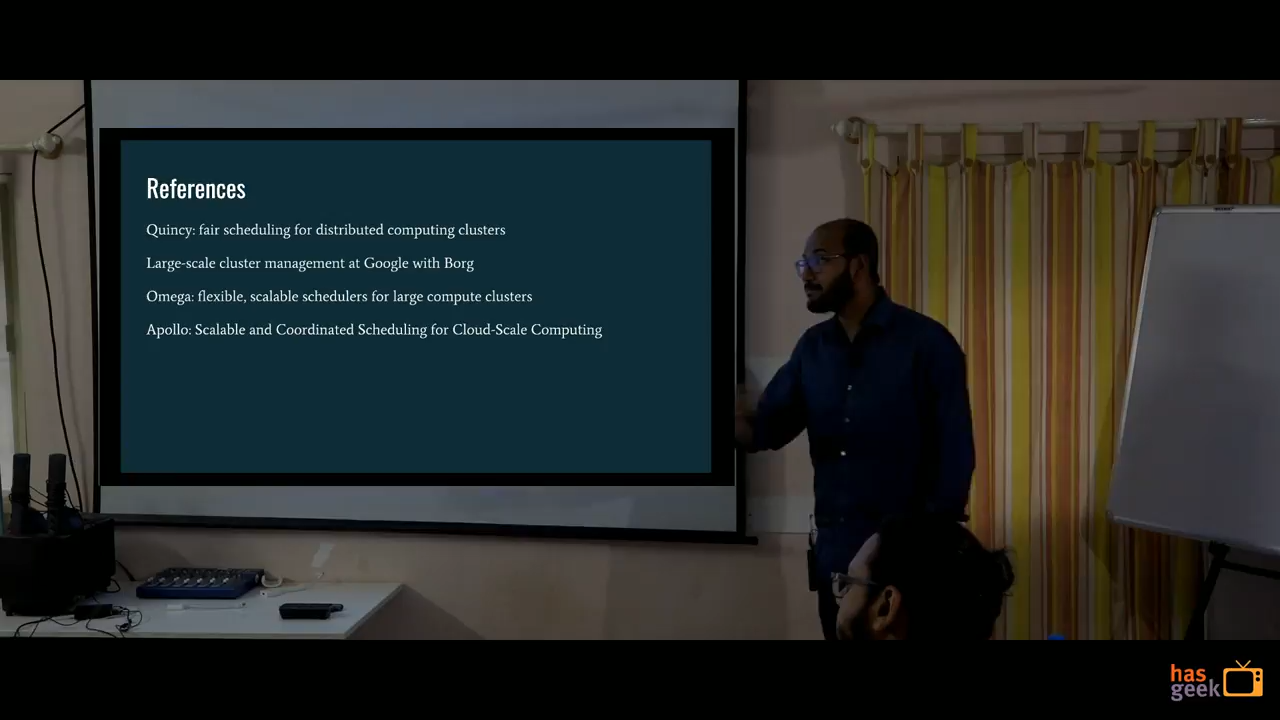 References
Quincy: fair scheduling for distributed computing clusters
Large-scale cluster management at Google with Borg
Omega: flexible, scalable schedulers for large compute clusters
Apollo: Scalable and Coordinated Scheduling for Cloud-Scale Computing
has
geek